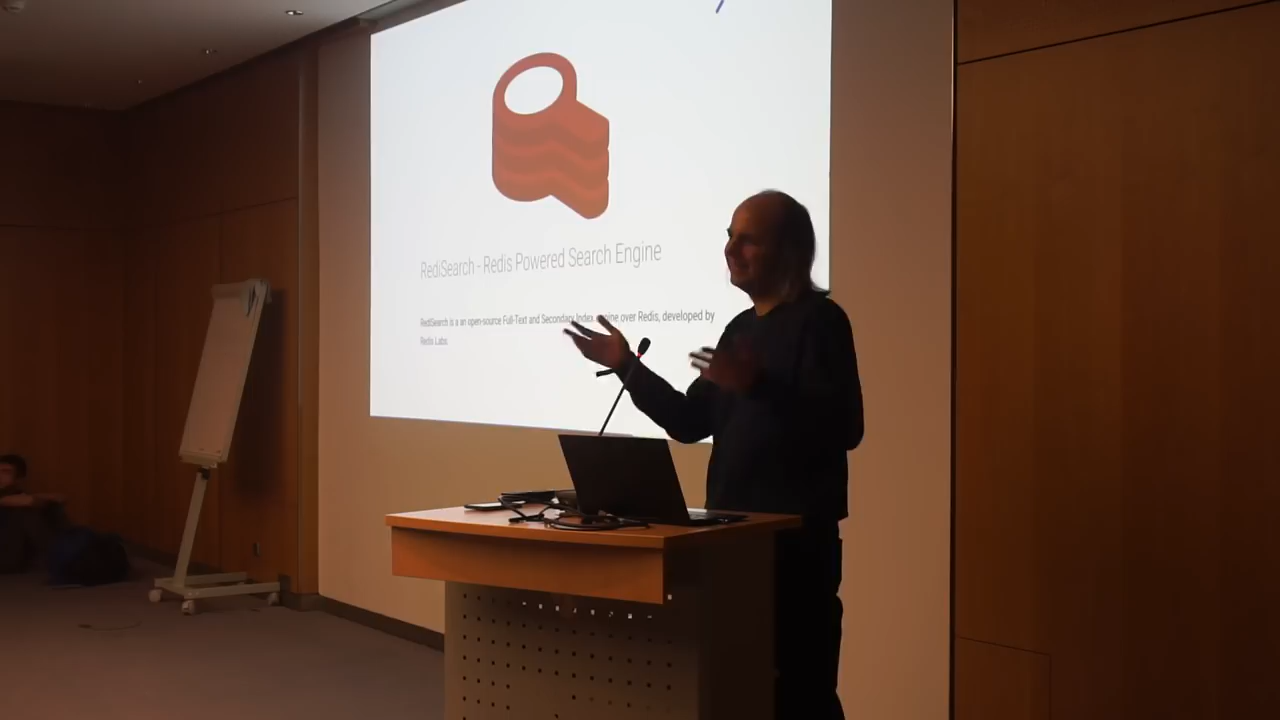 RediSearch - Redis Powered Search Engine
RediSearch is a an open-source Full-Text and Secondary Index engine over Redis, developed by
Redis Labs